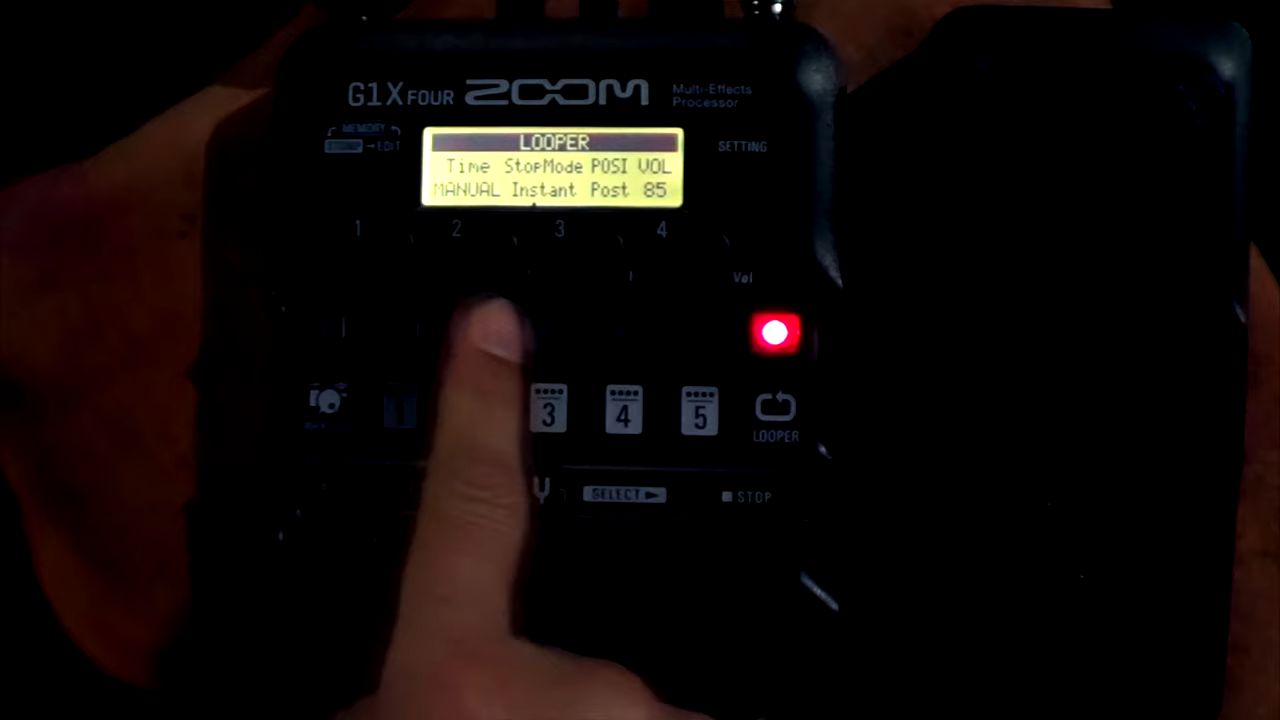 G1X FOUR ZOOM Multi-Effects
Processor
MEMORY
→EDIT
SETTING
LOOPER
Time StopMode POSI VOL
MANUAL Instant Post 85
1 2 3 4
Vol
1 3 4 5
LOOPER
SELECT ▶
■ STOP